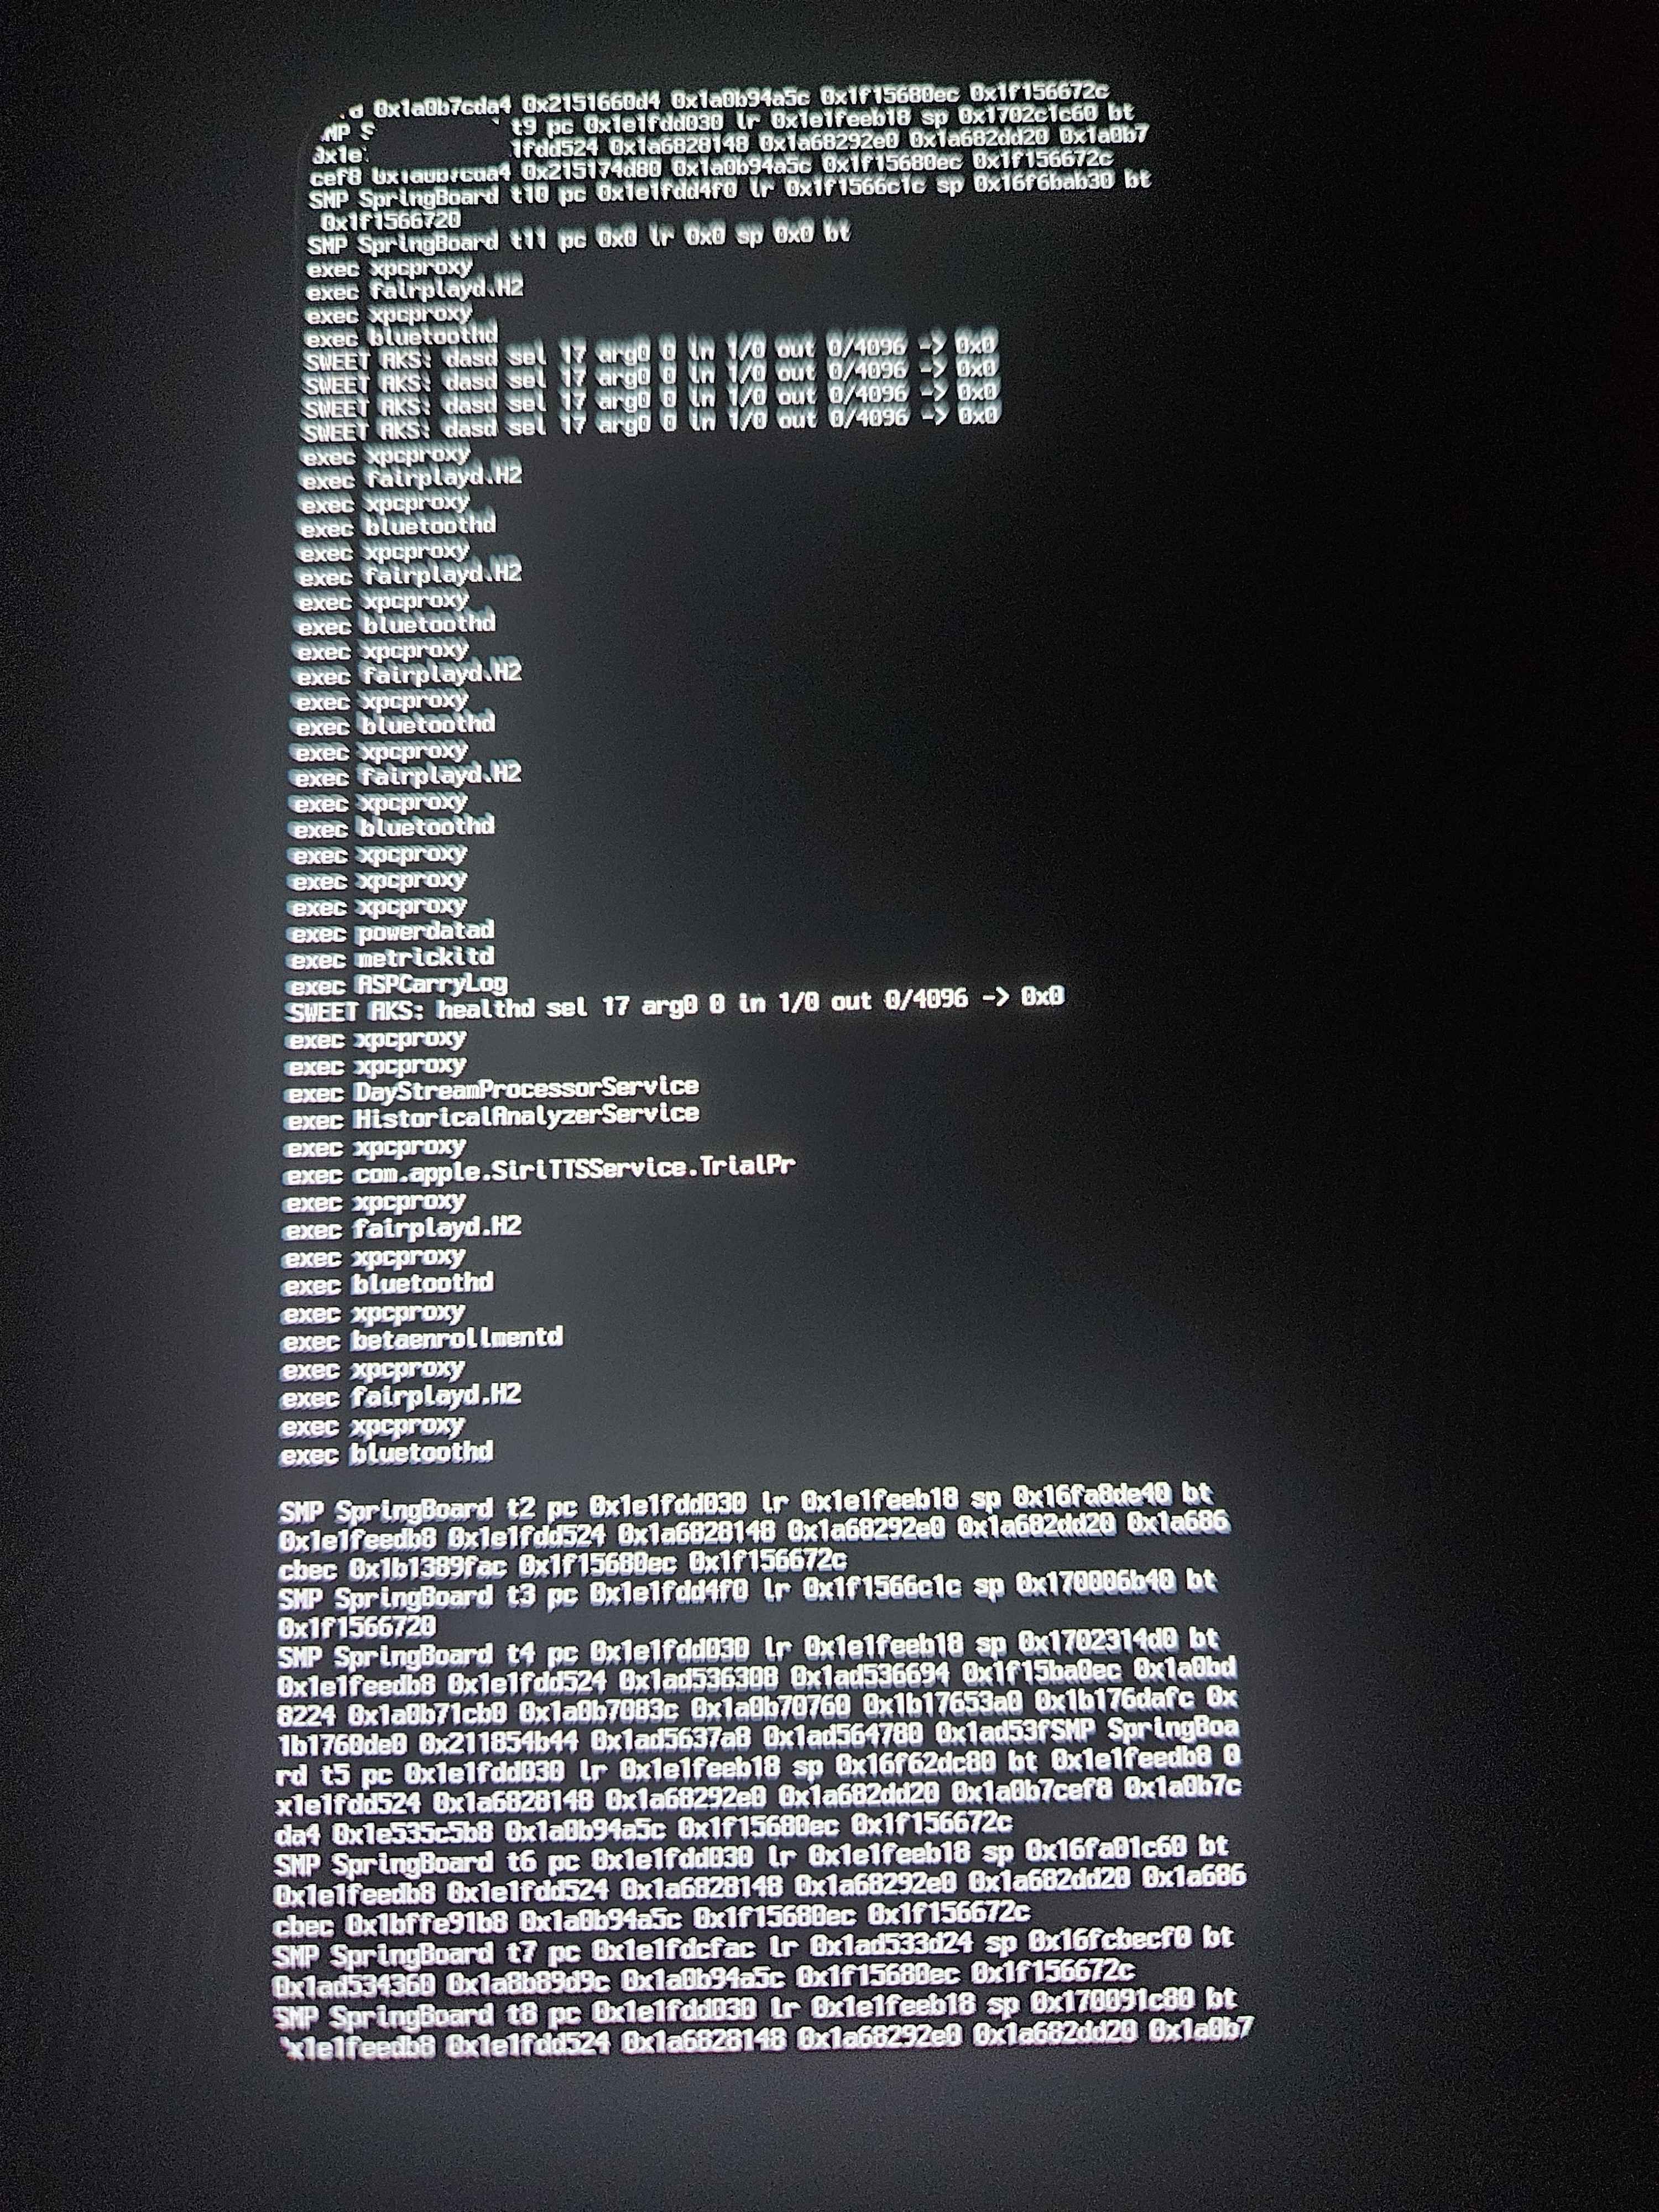 d 0x1a0b7cda4 0x2151660d4 0x1a0b94a5c 0x1f15680ec 0x1f156672c
MP S t9 pc 0x1e1fdd030 lr 0x1e1feeb18 sp 0x1702c1c60 bt
0x1e 1fdd524 0x1a6828148 0x1a68292e0 0x1a682dd20 0x1a0b7
cef8 0x1a0b7cda4 0x215174d80 0x1a0b94a5c 0x1f15680ec 0x1f156672c
SMP SpringBoard t10 pc 0x1e1fdd4f0 lr 0x1f1566c1c sp 0x16f6bab30 bt
0x1f1566720
SMP SpringBoard t11 pc 0x0 lr 0x0 sp 0x0 bt
exec xpcproxy
exec fairplayd.H2
exec xpcproxy
exec bluetoothd
SWEET AKS: dasd sel 17 arg0 0 in 1/0 out 0/4096 -> 0x0
SWEET AKS: dasd sel 17 arg0 0 in 1/0 out 0/4096 -> 0x0
SWEET AKS: dasd sel 17 arg0 0 in 1/0 out 0/4096 -> 0x0
SWEET AKS: dasd sel 17 arg0 0 in 1/0 out 0/4096 -> 0x0
exec xpcproxy
exec fairplayd.H2
exec xpcproxy
exec bluetoothd
exec xpcproxy
exec fairplayd.H2
exec xpcproxy
exec bluetoothd
exec xpcproxy
exec fairplayd.H2
exec xpcproxy
exec bluetoothd
exec xpcproxy
exec fairplayd.H2
exec xpcproxy
exec bluetoothd
exec xpcproxy
exec xpcproxy
exec xpcproxy
exec powerdatad
exec metrickitd
exec ASPCarryLog
SWEET AKS: healthd sel 17 arg0 0 in 1/0 out 0/4096 -> 0x0
exec xpcproxy
exec xpcproxy
exec DayStreamProcessorService
exec HistoricalAnalyzerService
exec xpcproxy
exec com.apple.SiriTTSService.TrialPr
exec xpcproxy
exec fairplayd.H2
exec xpcproxy
exec bluetoothd
exec xpcproxy
exec betaenrollmentd
exec xpcproxy
exec fairplayd.H2
exec xpcproxy
exec bluetoothd
SMP SpringBoard t2 pc 0x1e1fdd030 lr 0x1e1feeb18 sp 0x16fa8de40 bt
0x1e1feedb8 0x1e1fdd524 0x1a6828148 0x1a68292e0 0x1a682dd20 0x1a686
cbec 0x1b1389fac 0x1f15680ec 0x1f156672c
SMP SpringBoard t3 pc 0x1e1fdd4f0 lr 0x1f1566c1c sp 0x170006b40 bt
0x1f1566720
SMP SpringBoard t4 pc 0x1e1fdd030 lr 0x1e1feeb18 sp 0x1702314d0 bt
0x1e1feedb8 0x1e1fdd524 0x1ad536308 0x1ad536694 0x1f15ba0ec 0x1a0bd
8224 0x1a0b71cb0 0x1a0b7083c 0x1a0b70760 0x1b17653a0 0x1b176dafc 0x
1b1760de0 0x211854b44 0x1ad5637a8 0x1ad564780 0x1ad53fSMP SpringBoa
rd t5 pc 0x1e1fdd030 lr 0x1e1feeb18 sp 0x16f62dc80 bt 0x1e1feedb8 0
x1e1fdd524 0x1a6828148 0x1a68292e0 0x1a682dd20 0x1a0b7cef8 0x1a0b7c
da4 0x1e535c5b8 0x1a0b94a5c 0x1f15680ec 0x1f156672c
SMP SpringBoard t6 pc 0x1e1fdd030 lr 0x1e1feeb18 sp 0x16fa01c60 bt
0x1e1feedb8 0x1e1fdd524 0x1a6828148 0x1a68292e0 0x1a682dd20 0x1a686
cbec 0x1bffe91b8 0x1a0b94a5c 0x1f15680ec 0x1f156672c
SMP SpringBoard t7 pc 0x1e1fdcfac lr 0x1ad533d24 sp 0x16fcbecf0 bt
0x1ad534360 0x1a8b89d9c 0x1a0b94a5c 0x1f15680ec 0x1f156672c
SMP SpringBoard t8 pc 0x1e1fdd030 lr 0x1e1feeb18 sp 0x170091c80 bt
x1e1feedb8 0x1e1fdd524 0x1a6828148 0x1a68292e0 0x1a682dd20 0x1a0b7